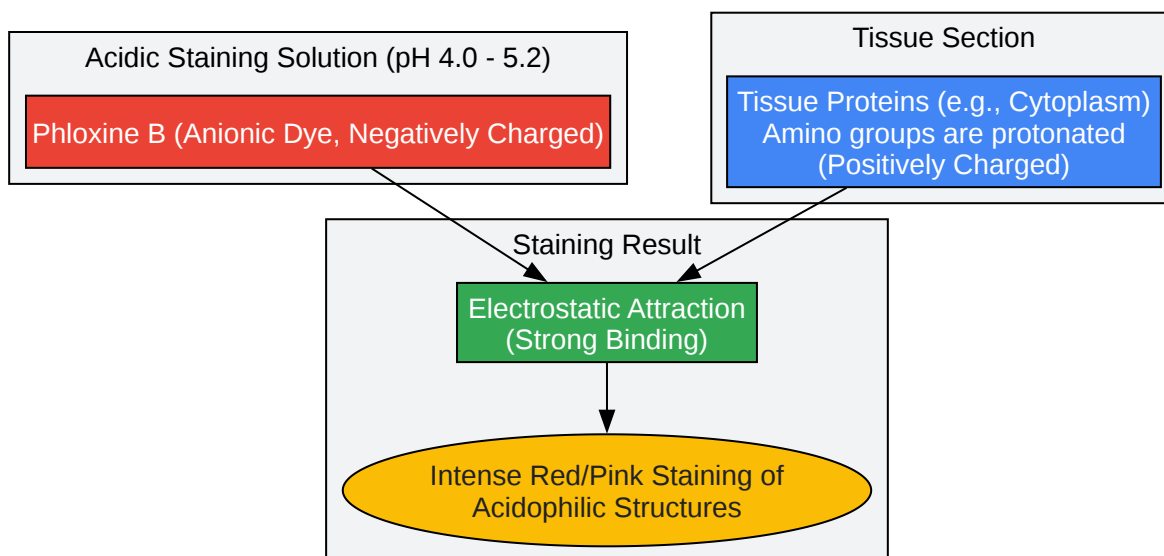 Acidic Staining Solution (pH 4.0 - 5.2)
Phloxine B (Anionic Dye, Negatively Charged)
Tissue Section
Tissue Proteins (e.g., Cytoplasm)
Amino groups are protonated
(Positively Charged)
Staining Result
Electrostatic Attraction
(Strong Binding)
Intense Red/Pink Staining of
Acidophilic Structures